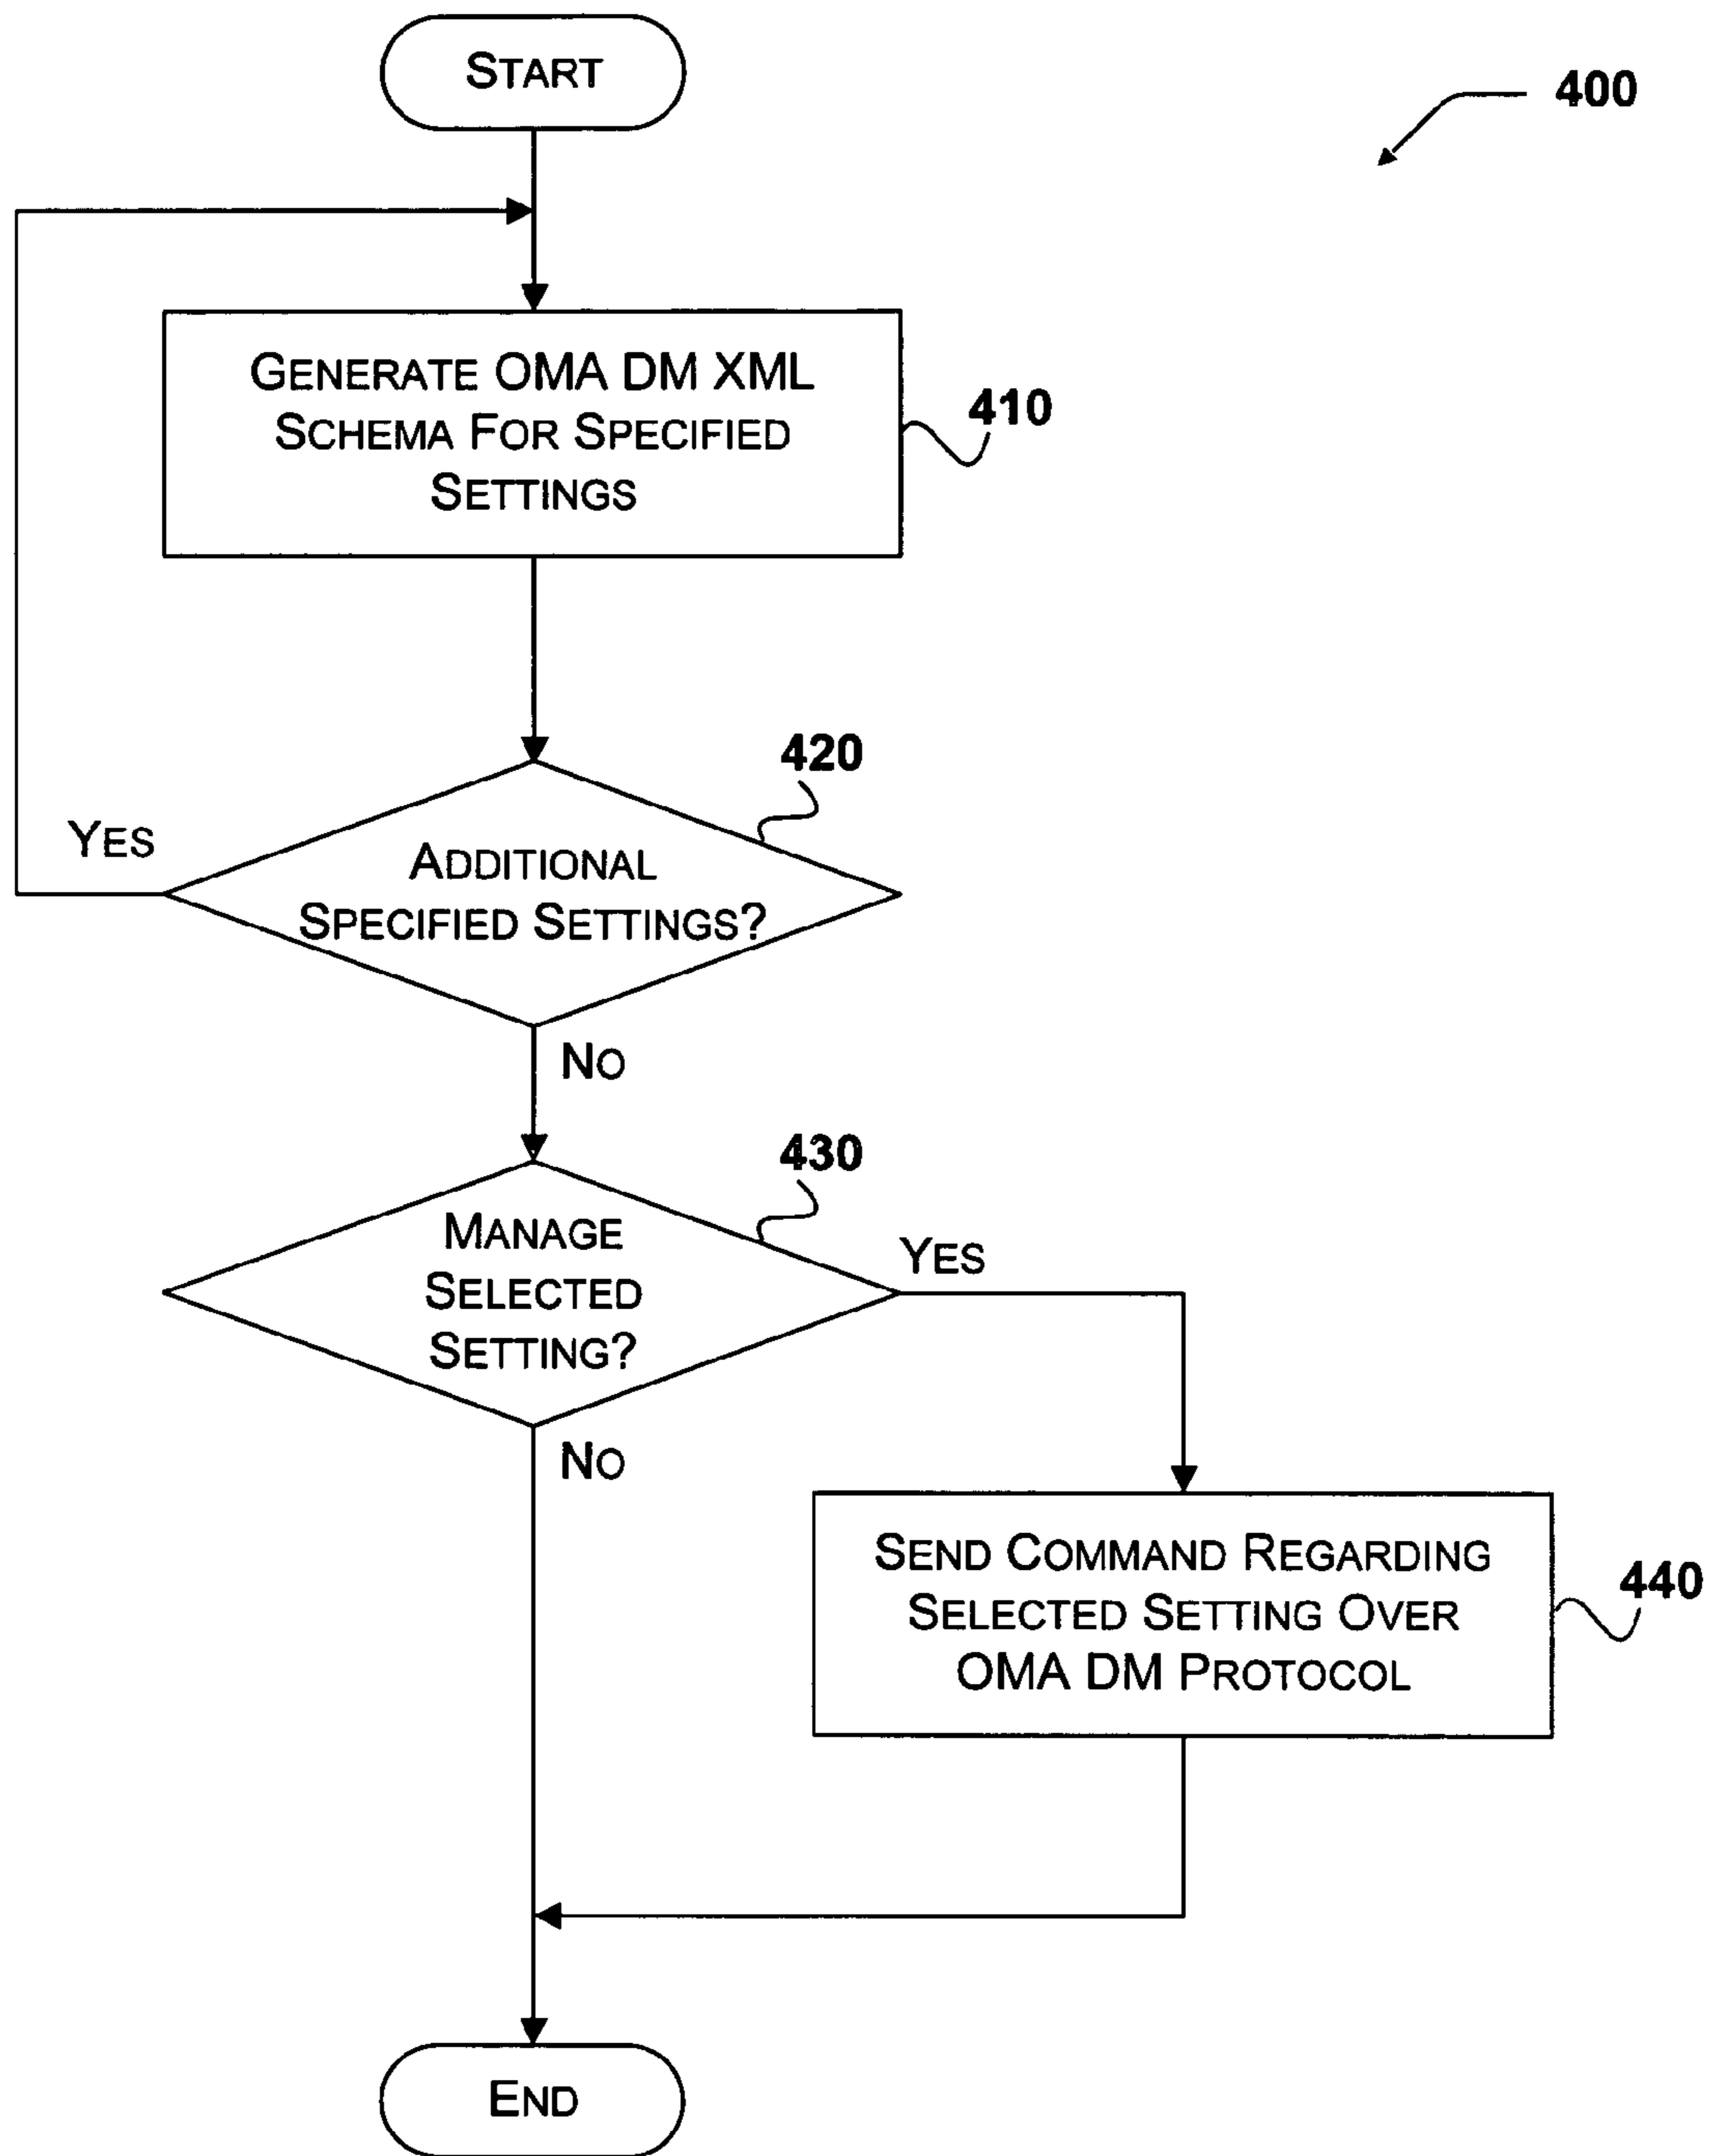 START
400
GENERATE OMA DM XML
SCHEMA FOR SPECIFIED
SETTINGS
410
420
YES
ADDITIONAL
SPECIFIED SETTINGS?
NO
430
MANAGE
SELECTED
SETTING?
YES
NO
SEND COMMAND REGARDING
SELECTED SETTING OVER
OMA DM PROTOCOL
440
END